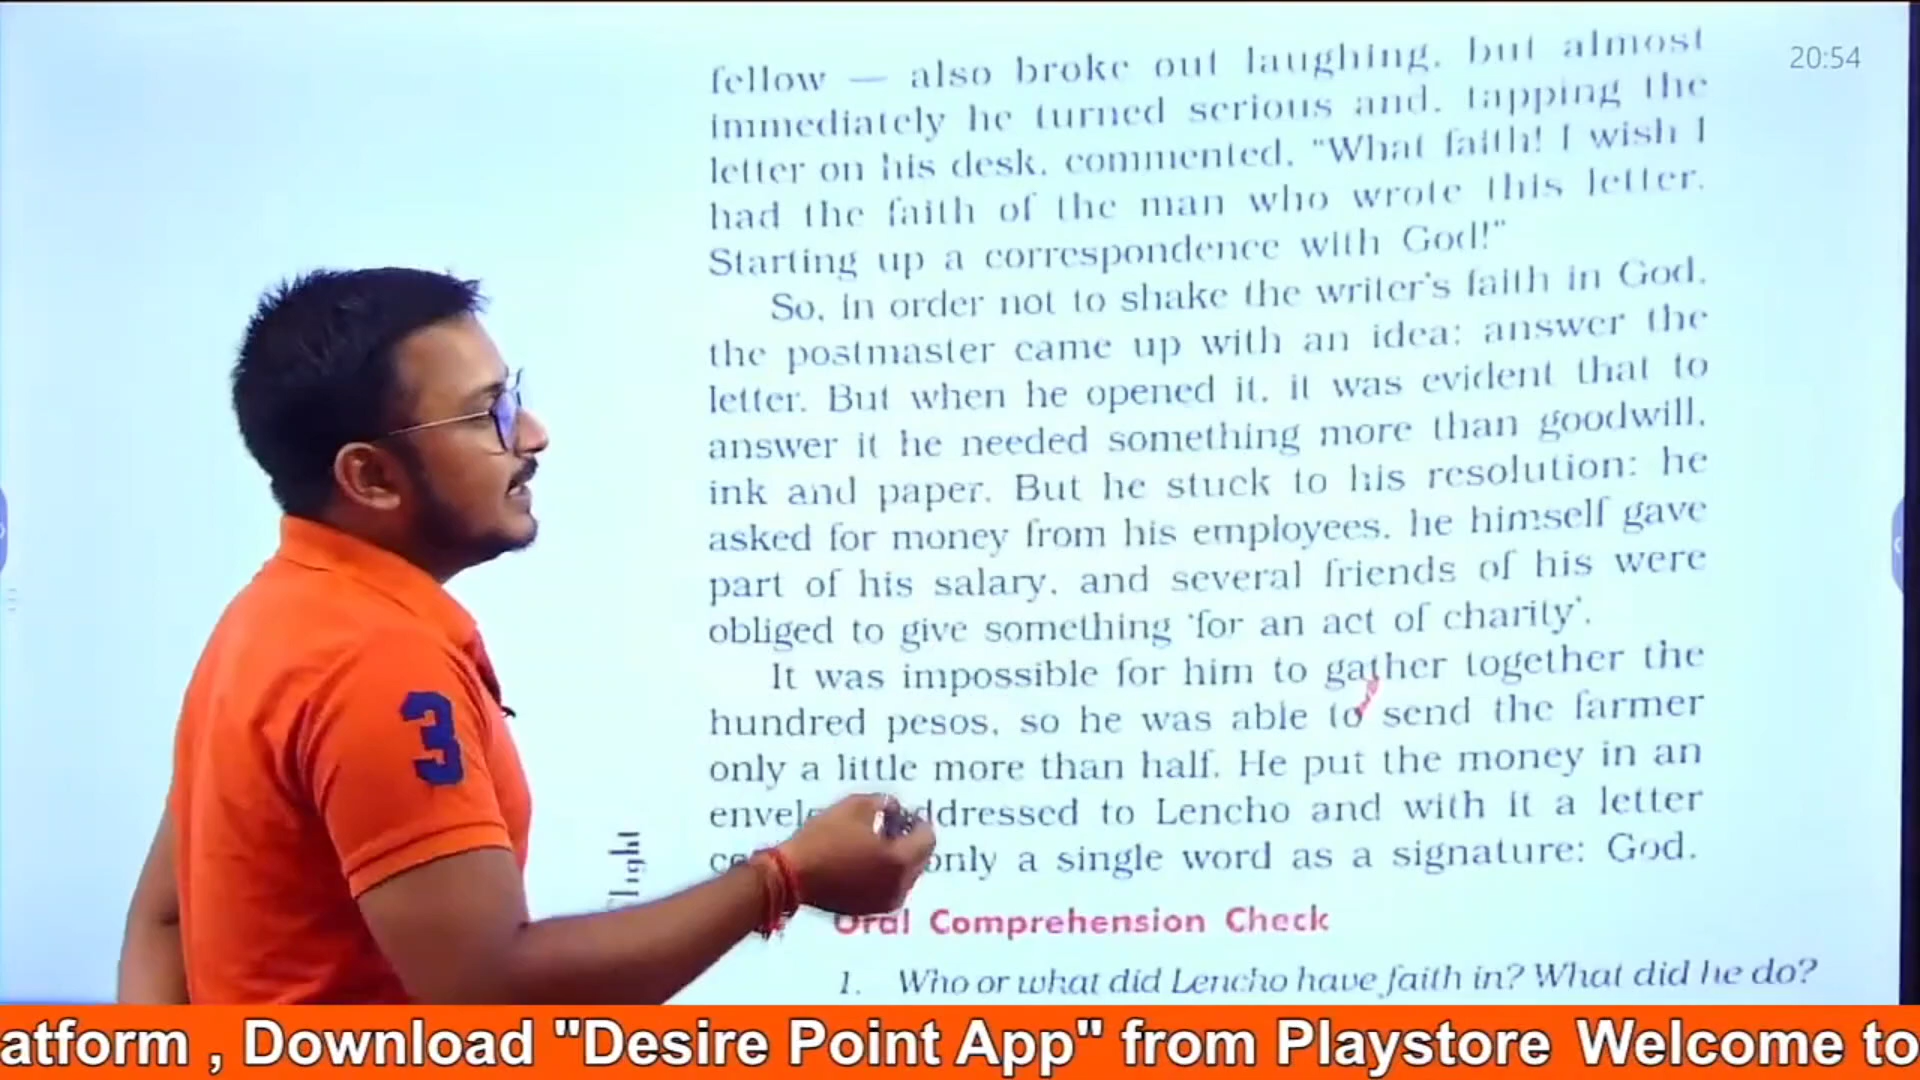 fellow — also broke out laughing, but almost
20:54
immediately he turned serious and, tapping the
letter on his desk, commented, "What faith! I wish I
had the faith of the man who wrote this letter.
Starting up a correspondence with God!"
So, in order not to shake the writer's faith in God,
the postmaster came up with an idea: answer the
letter. But when he opened it, it was evident that to
answer it he needed something more than goodwill,
ink and paper. But he stuck to his resolution: he
asked for money from his employees, he himself gave
part of his salary, and several friends of his were
obliged to give something 'for an act of charity'.
It was impossible for him to gather together the
hundred pesos, so he was able to send the farmer
only a little more than half. He put the money in an
addressed to Lencho and with it a letter
only a single word as a signature: God.
3
Oral Comprehension Check
1. Who or what did Lencho have faith in? What did he do?
atform , Download "Desire Point App" from Playstore Welcome to